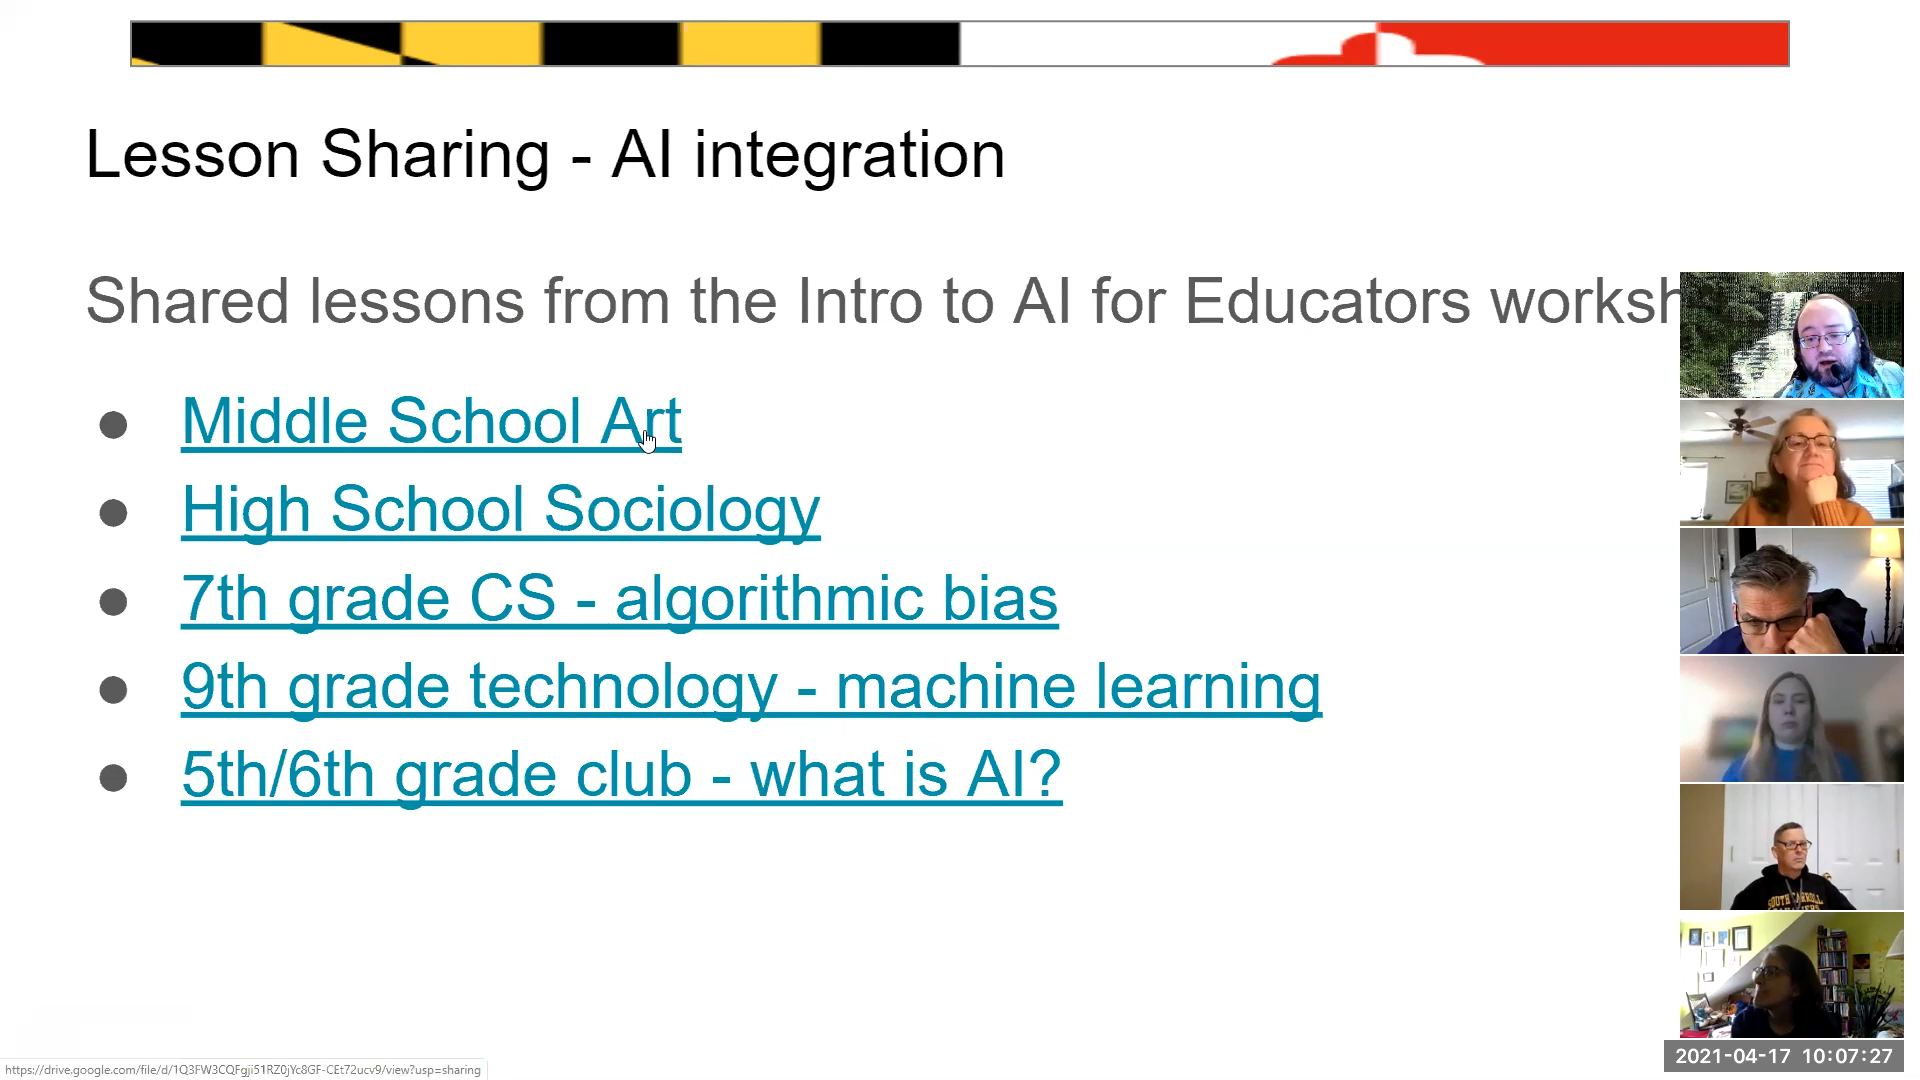 Lesson Sharing - AI integration
Shared lessons from the Intro to AI for Educators worksh
● Middle School Art
● High School Sociology
● 7th grade CS - algorithmic bias
● 9th grade technology - machine learning
● 5th/6th grade club - what is AI?
SOUTH CARROLL
https://drive.google.com/file/d/1Q3FW3CQFgji51RZ0jYc8GF-CEt72ucv9/view?usp=sharing
2021-04-17 10:07:27